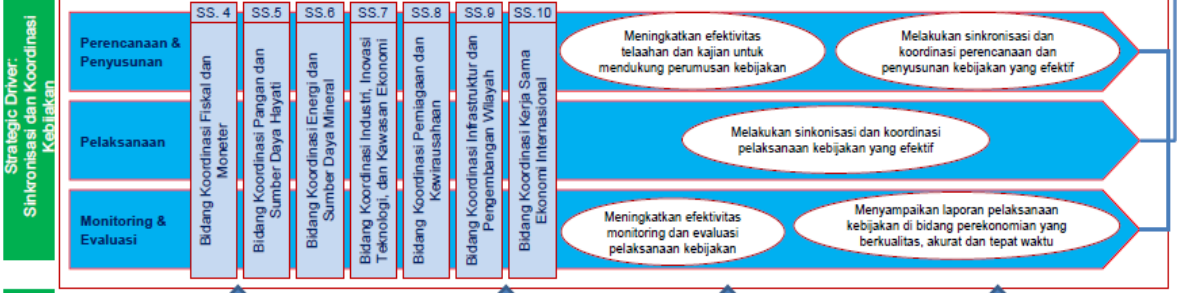 Strategic Driver:
Sinkronisasi dan Koordinasi
Kebijakan
SS. 4
SS.5
SS.6
SS.7
SS.8
SS.9
SS.10
Bidang Koordinasi Fiskal dan
Moneter
Bidang Koordinasi Pangan dan
Sumber Daya Hayati
Bidang Koordinasi Energi dan
Sumber Daya Mineral
Bidang Koordinasi Industri, Inovasi
Teknologi, dan Kawasan Ekonomi
Bidang Koordinasi Perniagaan dan
Kewirausahaan
Bidang Koordinasi Infrastruktur dan
Pengembangan Wilayah
Bidang Koordinasi Kerja Sama
Ekonomi Internasional
Perencanaan &
Penyusunan
Meningkatkan efektivitas
telaahan dan kajian untuk
mendukung perumusan kebijakan
Melakukan sinkronisasi dan
koordinasi perencanaan dan
penyusunan kebijakan yang efektif
Pelaksanaan
Melakukan sinkonisasi dan koordinasi
pelaksanaan kebijakan yang efektif
Monitoring &
Evaluasi
Meningkatkan efektivitas
monitoring dan evaluasi
pelaksanaan kebijakan
Menyampaikan laporan pelaksanaan
kebijakan di bidang perekonomian yang
berkualitas, akurat dan tepat waktu